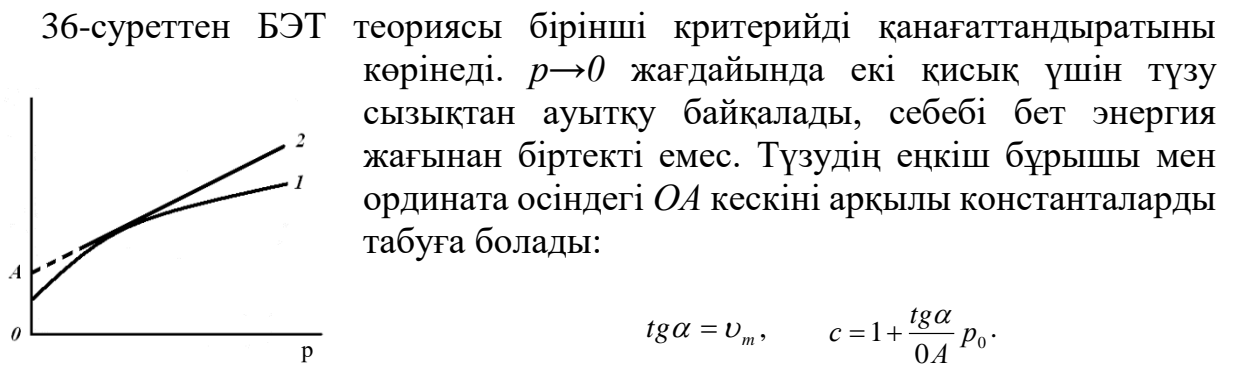 36-суреттен БЭТ теориясы бірінші критерийді қанағаттандыратыны
көрінеді. p→0 жағдайында екі қисық үшін түзу
сызықтан ауытқу байқалады, себебі бет энергия
жағынан біртекті емес. Түзудің еңкіш бұрышы мен
ордината осіндегі OA кескіні арқылы константаларды
табуға болады:
2
1
A
0
p
tgα = υₘ, c = 1 + tgα/0A p₀.